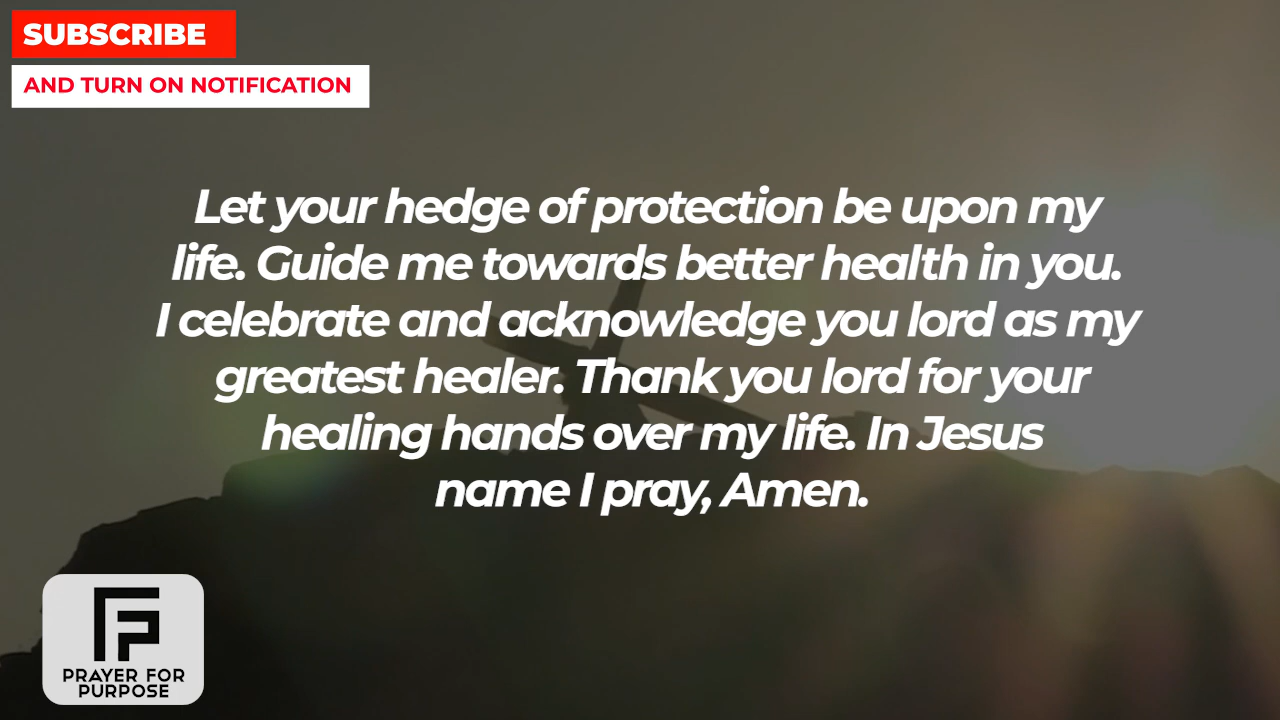 SUBSCRIBE
AND TURN ON NOTIFICATION
Let your hedge of protection be upon my
life. Guide me towards better health in you.
I celebrate and acknowledge you lord as my
greatest healer. Thank you lord for your
healing hands over my life. In Jesus
name I pray, Amen.
PRAYER FOR
PURPOSE